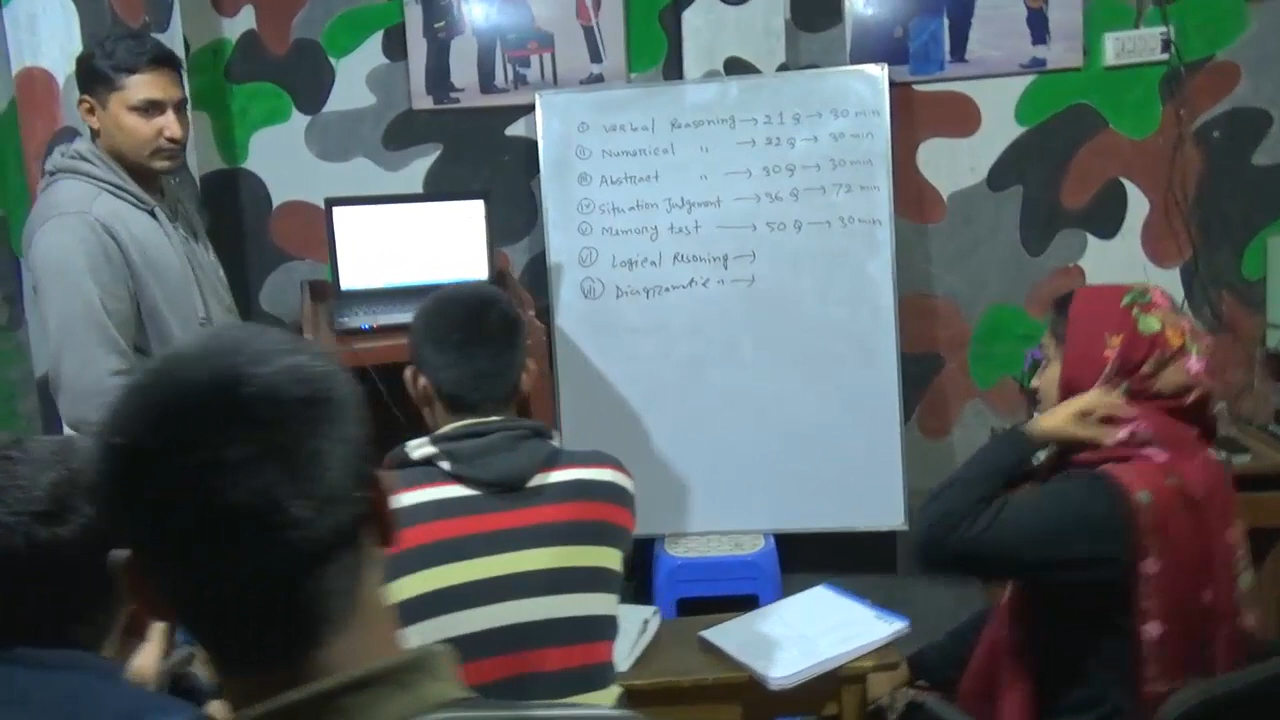 (i) Verbal Reasoning → 21 Q → 30 min
(ii) Numerical " → 22 Q → 30 min
(iii) Abstract " → 30 Q → 30 min
(iv) Situation Judgement → 36 Q → 72 min
(v) Memory test → 50 Q → 30 min
(vi) Logical Resoning →
(vii) Diagrammatic " →